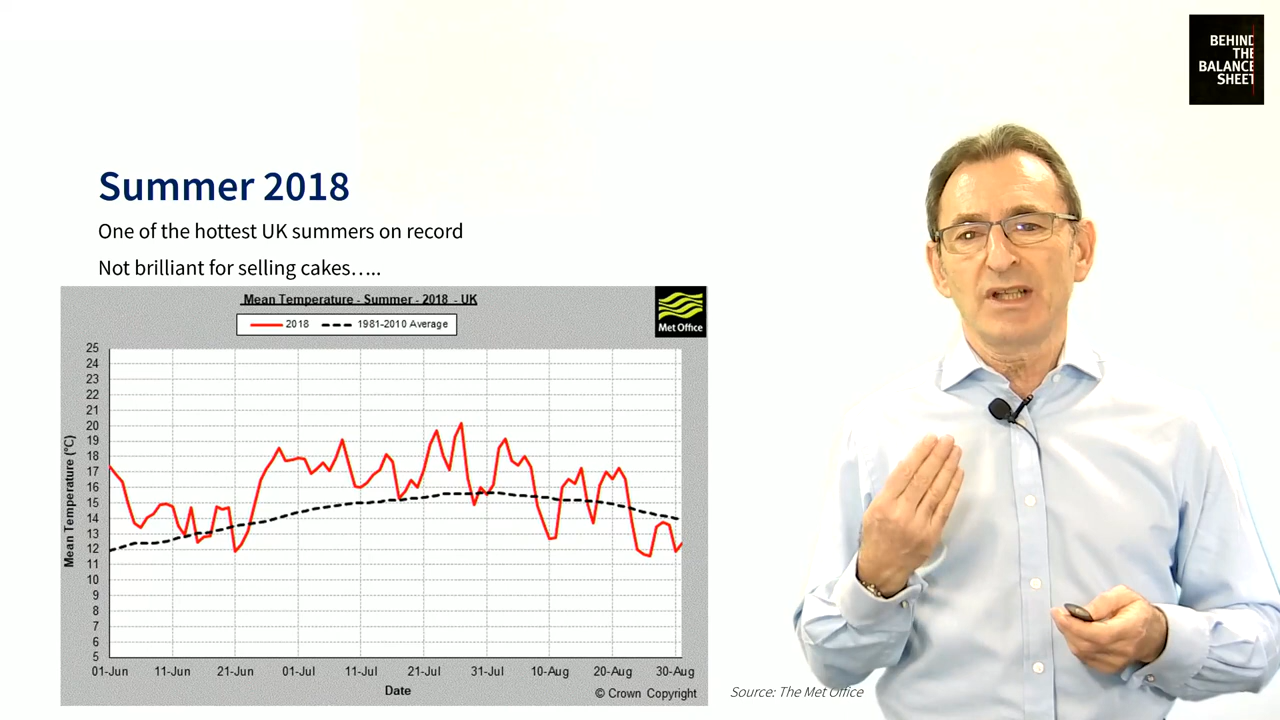 BEHIND
THE
BALANCE
SHEET
Summer 2018
One of the hottest UK summers on record
Not brilliant for selling cakes…..
Mean Temperature - Summer - 2018 - UK
2018
1981-2010 Average
Met Office
25
24
23
22
21
20
19
18
17
16
15
14
13
12
11
10
9
8
7
6
5
Mean Temperature (°C)
01-Jun 11-Jun 21-Jun 01-Jul 11-Jul 21-Jul 31-Jul 10-Aug 20-Aug 30-Aug
Date
© Crown Copyright
Source: The Met Office